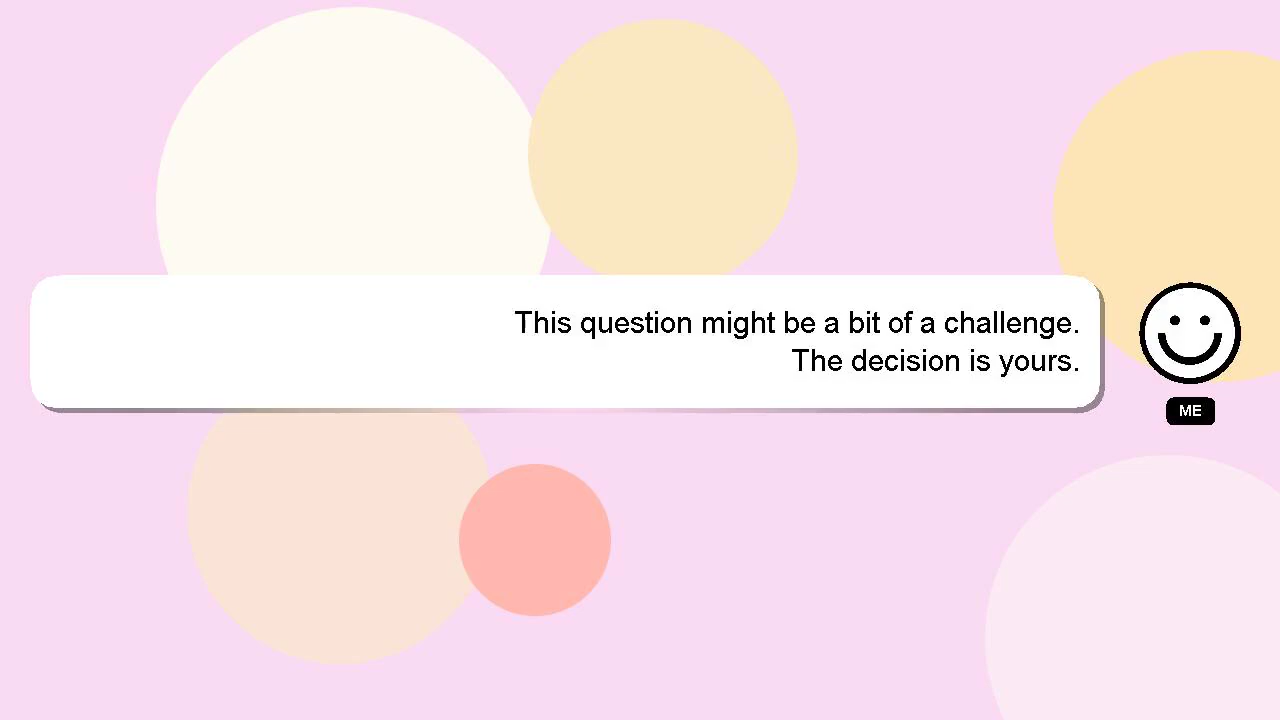 This question might be a bit of a challenge.
The decision is yours.
ME